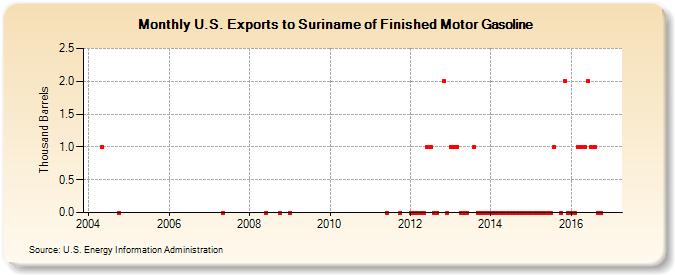 Monthly U.S. Exports to Suriname of Finished Motor Gasoline
Thousand Barrels
2.5
2.0
1.5
1.0
0.5
0.0
2004 2006 2008 2010 2012 2014 2016
Source: U.S. Energy Information Administration